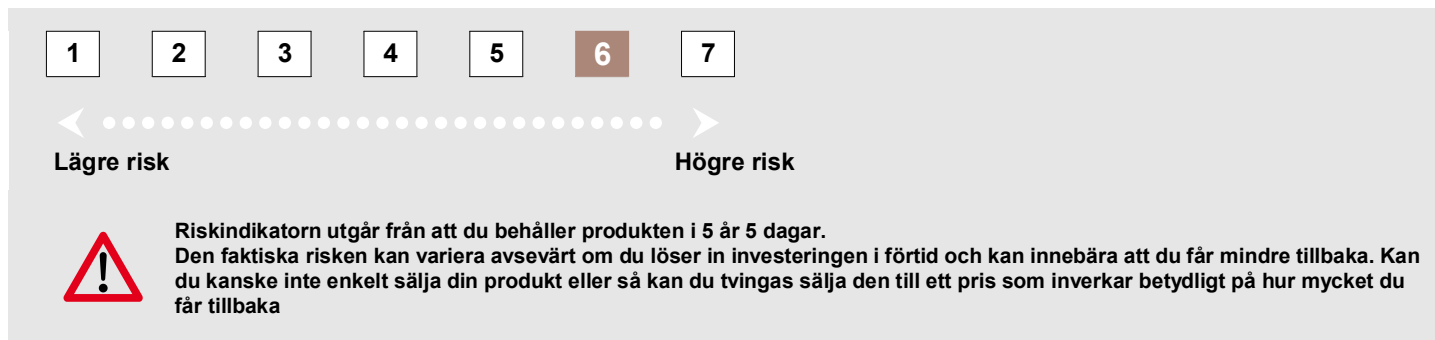 1 2 3 4 5 6 7
Lägre risk Högre risk
Riskindikatorn utgår från att du behåller produkten i 5 år 5 dagar.
Den faktiska risken kan variera avsevärt om du löser in investeringen i förtid och kan innebära att du får mindre tillbaka. Kan
du kanske inte enkelt sälja din produkt eller så kan du tvingas sälja den till ett pris som inverkar betydligt på hur mycket du
får tillbaka